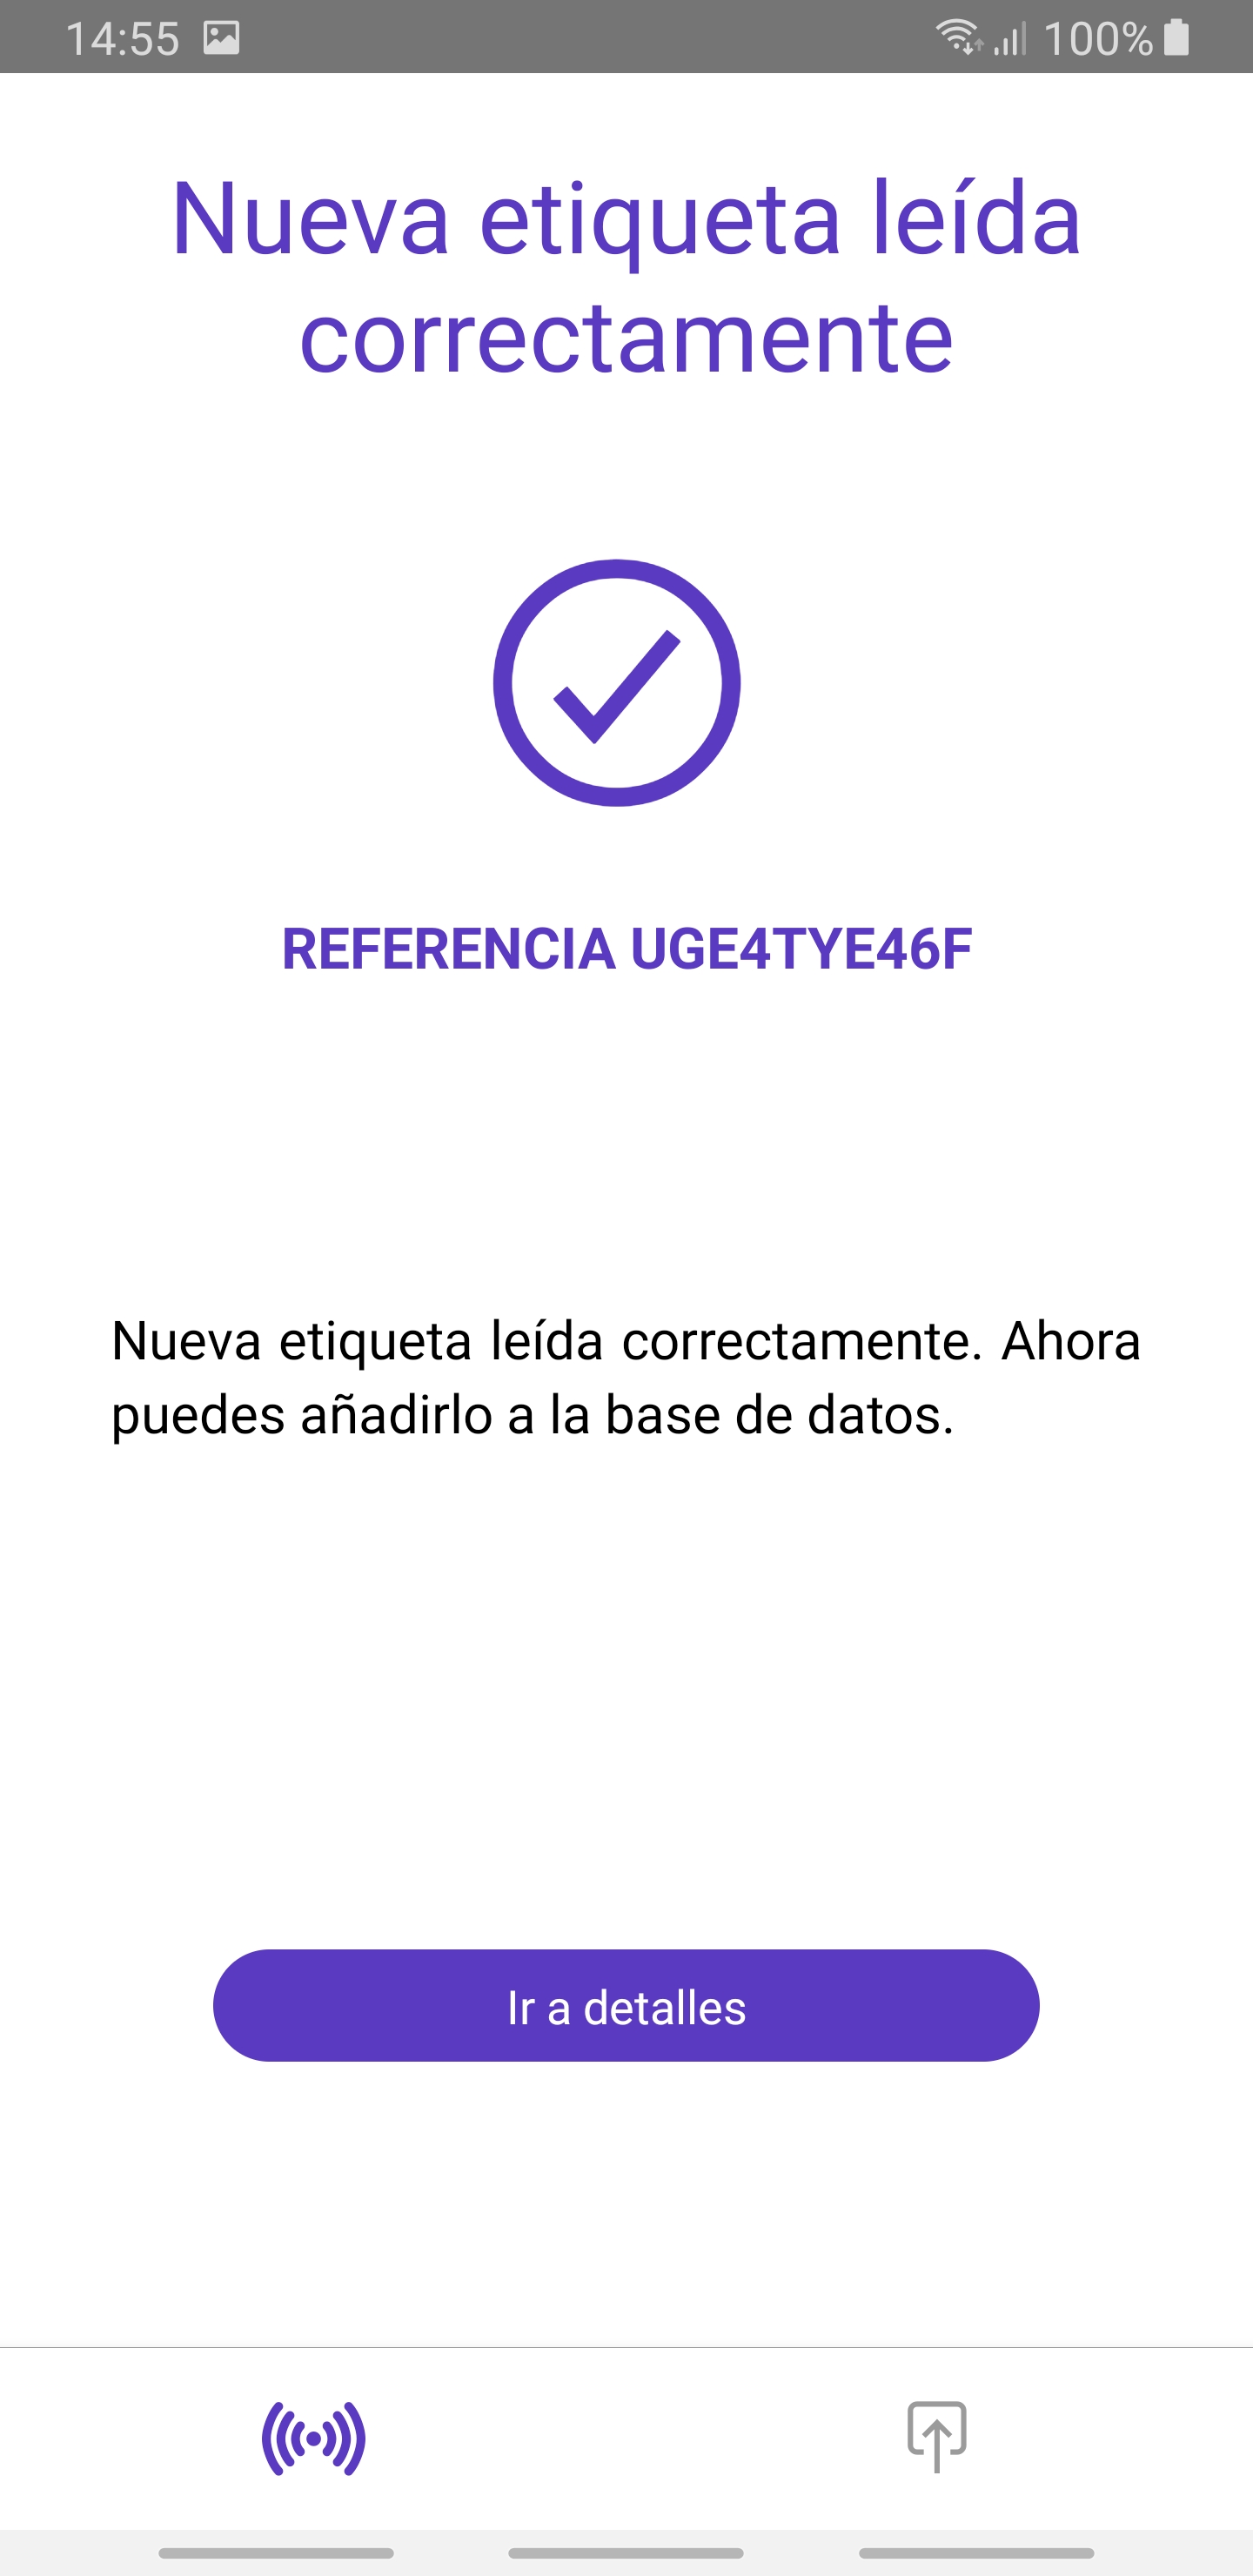 14:55
100%
Nueva etiqueta leída
correctamente
REFERENCIA UGE4TYE46F
Nueva etiqueta leída correctamente. Ahora
puedes añadirlo a la base de datos.
Ir a detalles